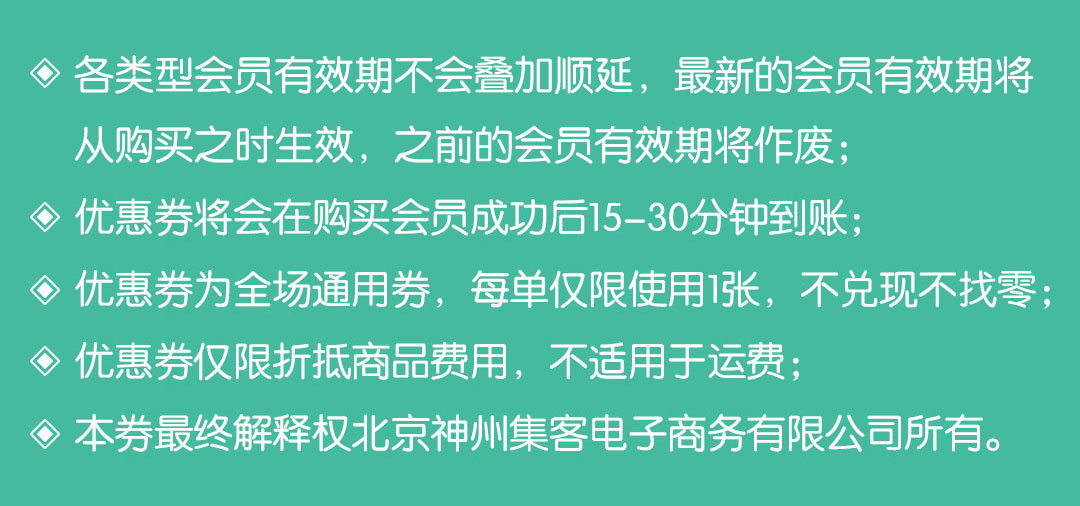 各类型会员有效期不会叠加顺延，最新的会员有效期将
从购买之时生效，之前的会员有效期将作废；
优惠券将会在购买会员成功后15-30分钟到账；
优惠券为全场通用券，每单仅限使用1张，不兑现不找零；
优惠券仅限折抵商品费用，不适用于运费；
本券最终解释权北京神州集客电子商务有限公司所有。